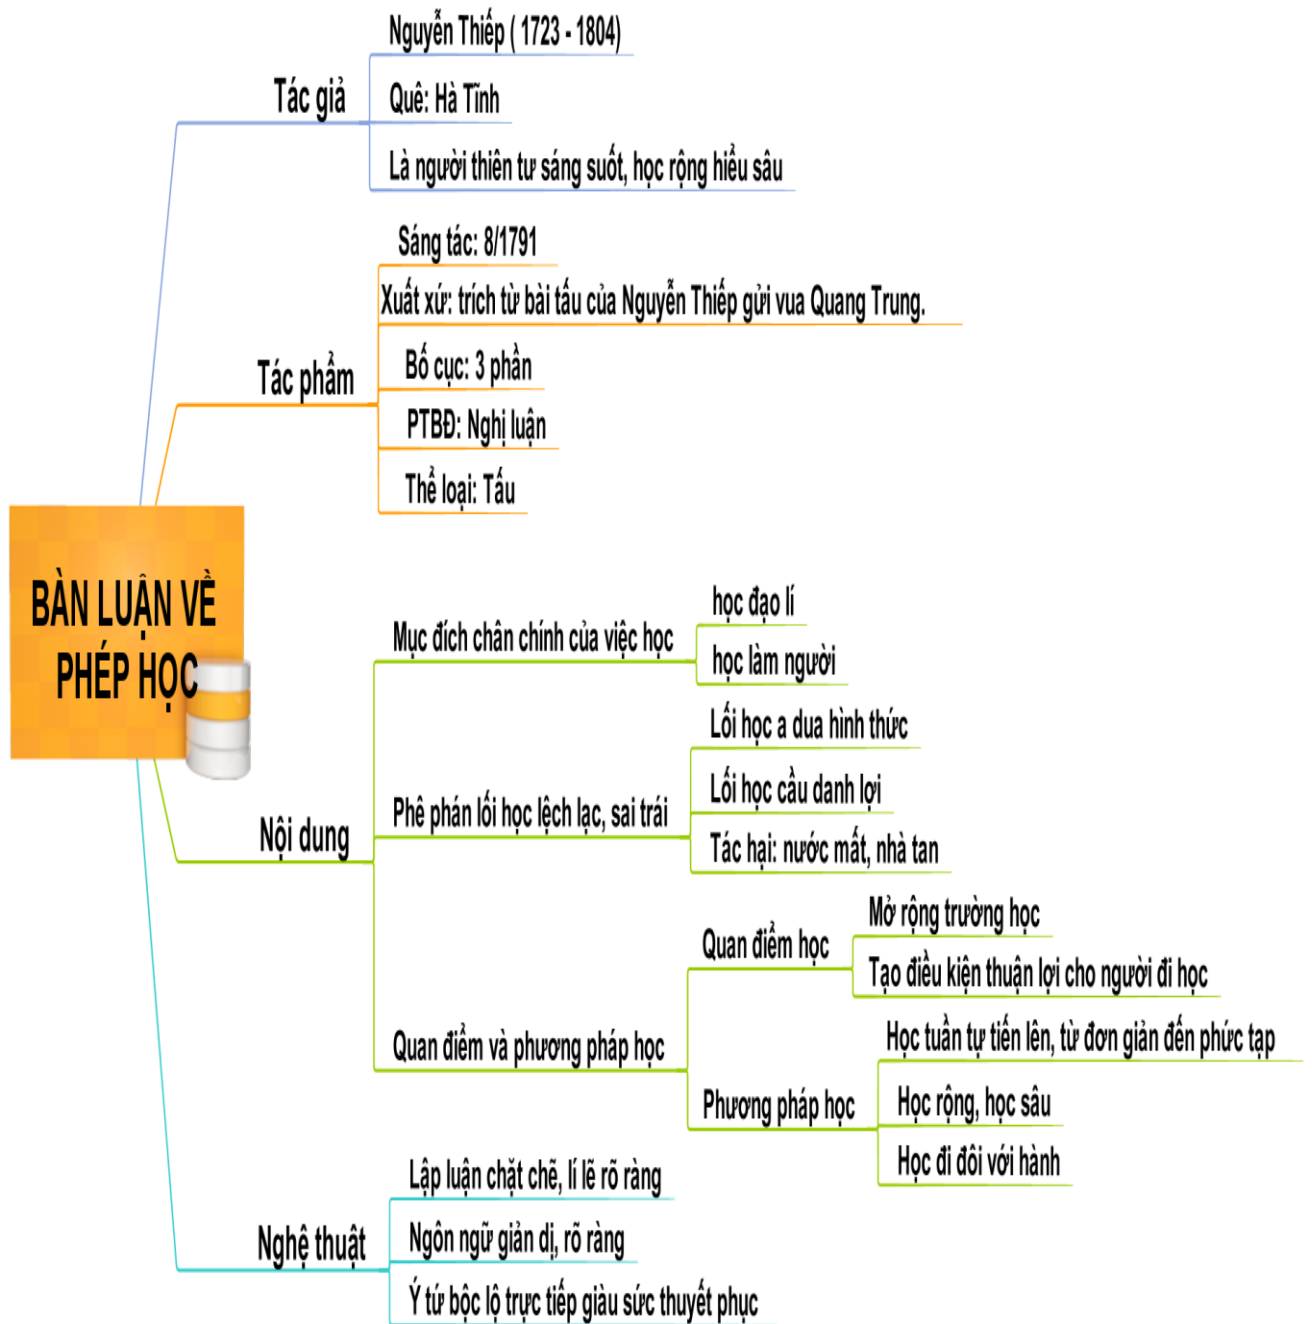 Nguyễn Thiếp ( 1723 - 1804)
Tác giả
Quê: Hà Tĩnh
Là người thiên tư sáng suốt, học rộng hiểu sâu
Sáng tác: 8/1791
Xuất xứ: trích từ bài tấu của Nguyễn Thiếp gửi vua Quang Trung.
Tác phẩm
Bố cục: 3 phần
PTBĐ: Nghị luận
Thể loại: Tấu
BÀN LUẬN VỀ
PHÉP HỌC
Nội dung
Mục đích chân chính của việc học
học đạo lí
học làm người
Phê phán lối học lệch lạc, sai trái
Lối học a dua hình thức
Lối học cầu danh lợi
Tác hại: nước mất, nhà tan
Quan điểm và phương pháp học
Quan điểm học
Mở rộng trường học
Tạo điều kiện thuận lợi cho người đi học
Phương pháp học
Học tuần tự tiến lên, từ đơn giản đến phức tạp
Học rộng, học sâu
Học đi đôi với hành
Nghệ thuật
Lập luận chặt chẽ, lí lẽ rõ ràng
Ngôn ngữ giản dị, rõ ràng
Ý tứ bộc lộ trực tiếp giàu sức thuyết phục